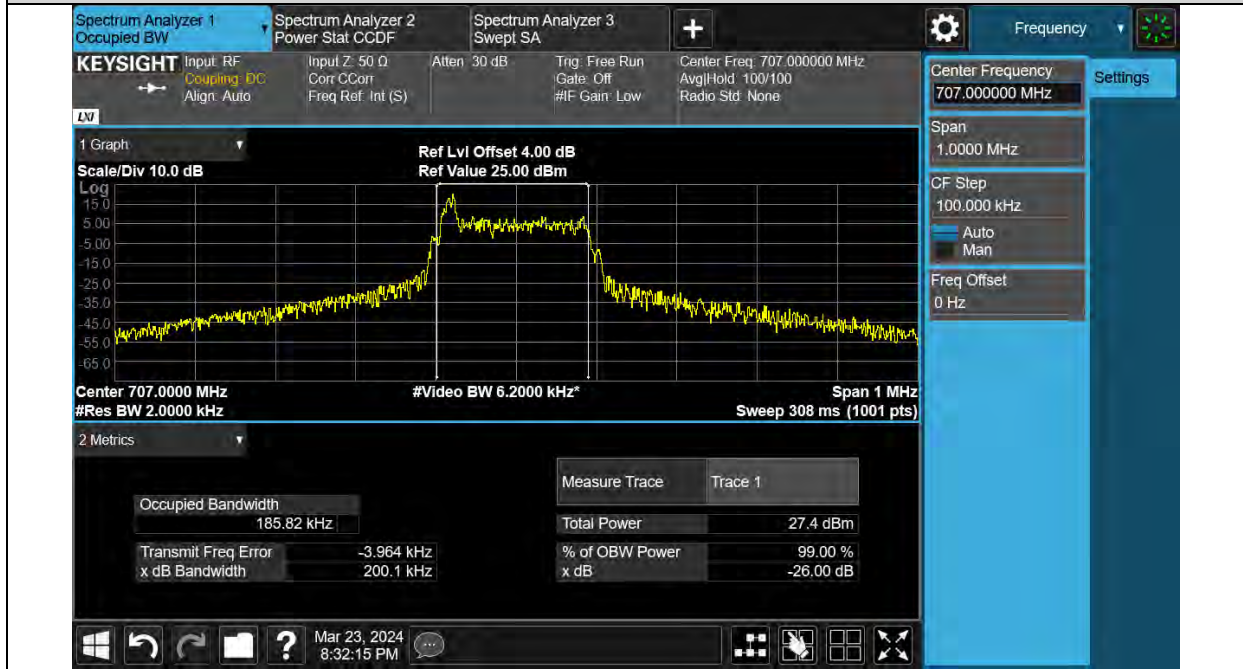 Spectrum Analyzer 1
Occupied BW
Spectrum Analyzer 2
Power Stat CCDF
Spectrum Analyzer 3
Swept SA
Frequency
KEYSIGHT
Input: RF
Coupling: DC
Align: Auto
Input Z: 50 Ω
Corr CCorr
Freq Ref: Int (S)
Atten: 30 dB
Trig: Free Run
Gate: Off
#IF Gain: Low
Center Freq: 707.000000 MHz
Avg|Hold: 100/100
Radio Std: None
LXI
Center Frequency
707.000000 MHz
Settings
Span
1.0000 MHz
CF Step
100.000 kHz
Auto
Man
Freq Offset
0 Hz
1 Graph
Scale/Div 10.0 dB
Ref Lvl Offset 4.00 dB
Ref Value 25.00 dBm
Log
15.0
5.00
-5.00
-15.0
-25.0
-35.0
-45.0
-55.0
-65.0
Center 707.0000 MHz
#Video BW 6.2000 kHz*
Span 1 MHz
#Res BW 2.0000 kHz
Sweep 308 ms (1001 pts)
2 Metrics
Measure Trace Trace 1
Occupied Bandwidth
185.82 kHz
Total Power 27.4 dBm
Transmit Freq Error -3.964 kHz
% of OBW Power 99.00 %
x dB Bandwidth 200.1 kHz
x dB -26.00 dB
Mar 23, 2024
8:32:15 PM